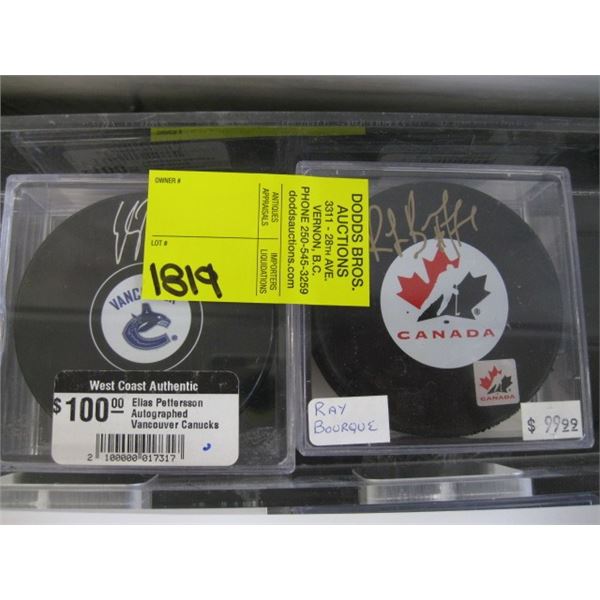 OWNER #
LOT #
1819
ANTIQUES
APPRAISALS
IMPORTERS
LIQUIDATIONS
DODDS BROS.
AUCTIONS
3311 - 28TH AVE.
VERNON, B.C.
PHONE 250-545-3259
doddsauctions.com
West Coast Authentic
$100.00
Elias Pettersson
Autographed
Vancouver Canucks
2 100000 017317
CANADA
CANADA
RAY
BOURQUE
$ 99.99